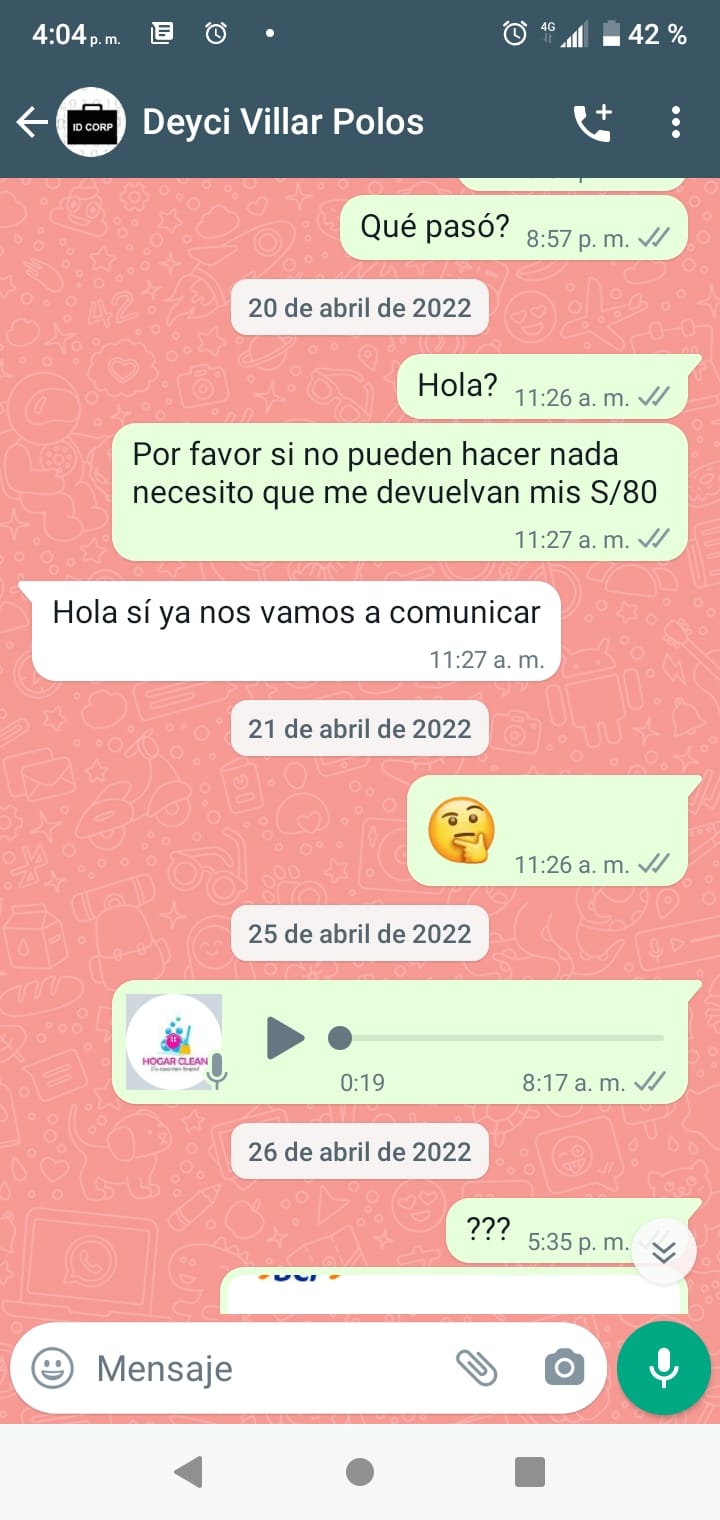 4:04 p. m.
4G
42 %
ID CORP
Deyci Villar Polos
Qué pasó?
8:57 p. m.
20 de abril de 2022
Hola?
11:26 a. m.
Por favor si no pueden hacer nada
necesito que me devuelvan mis S/80
11:27 a. m.
Hola sí ya nos vamos a comunicar
11:27 a. m.
21 de abril de 2022
11:26 a. m.
25 de abril de 2022
HOGAR CLEAN
0:19
8:17 a. m.
26 de abril de 2022
???
5:35 p. m.
Mensaje